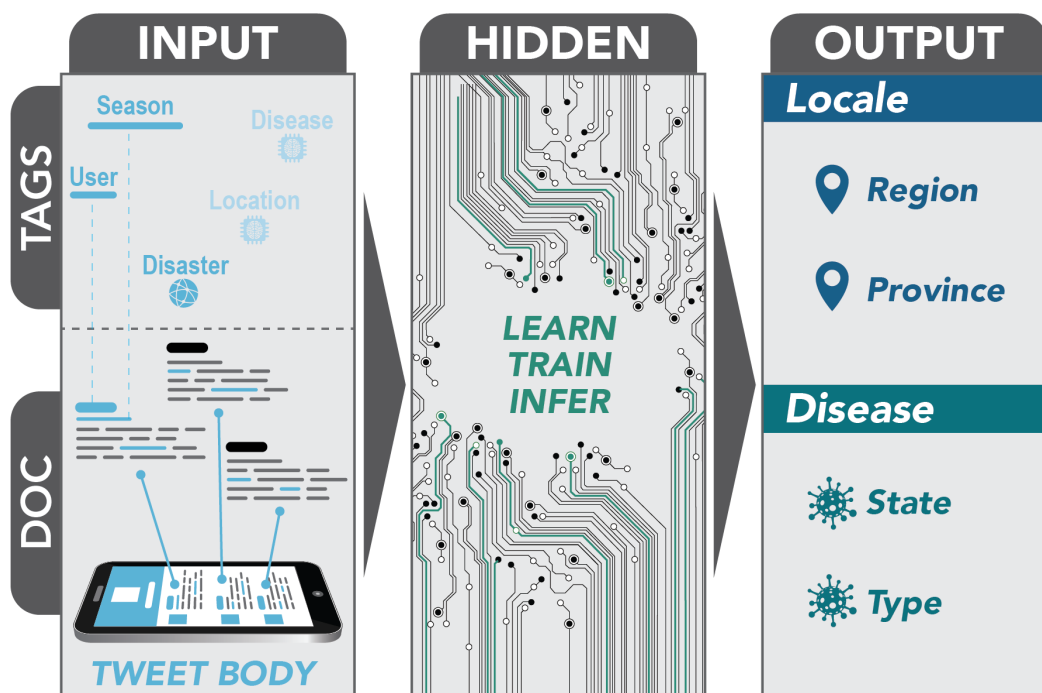 INPUT
HIDDEN
OUTPUT
TAGS
Season
Disease
User
Location
Disaster
DOC
TWEET BODY
LEARN
TRAIN
INFER
Locale
Region
Province
Disease
State
Type